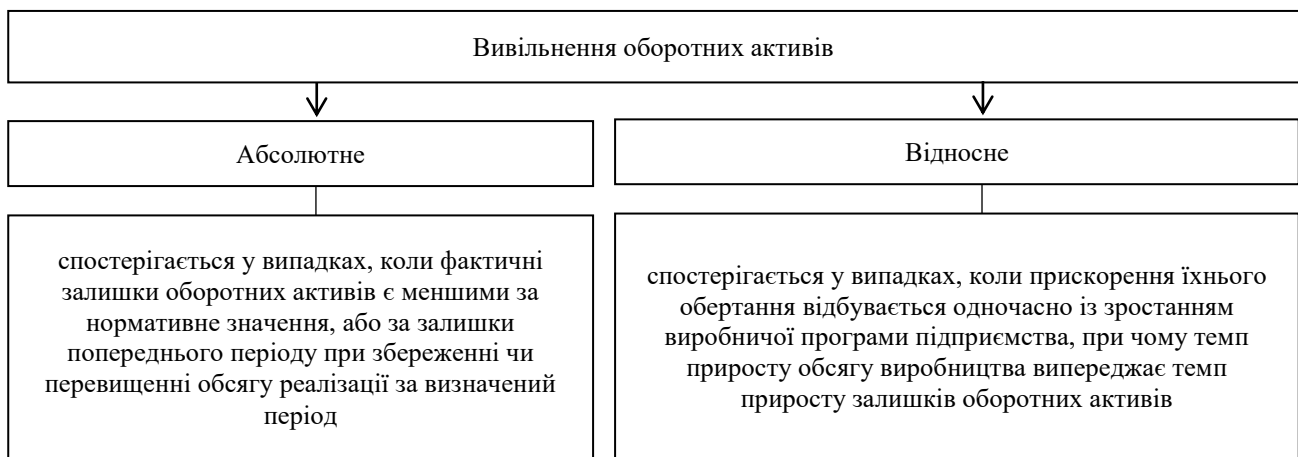 Вивільнення оборотних активів
Абсолютне
Відносне
спостерігається у випадках, коли фактичні
залишки оборотних активів є меншими за
нормативне значення, або за залишки
попереднього періоду при збереженні чи
перевищенні обсягу реалізації за визначений
період
спостерігається у випадках, коли прискорення їхнього
обертання відбувається одночасно із зростанням
виробничої програми підприємства, при чому темп
приросту обсягу виробництва випереджає темп
приросту залишків оборотних активів